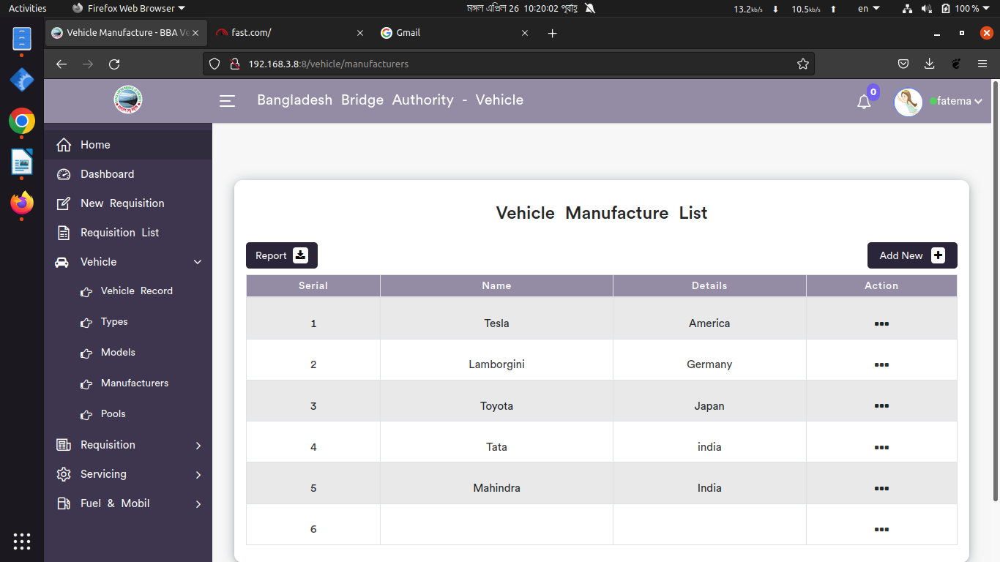 Activities Firefox Web Browser মঙ্গল এপ্রিল 26 10:20:02 পূর্বাহ্ণ 13.2kb/s 10.5kb/s en 100 %
Vehicle Manufacture - BBA Ve fast.com/ Gmail
192.168.3.8:8/vehicle/manufacturers
Bangladesh Bridge Authority - Vehicle 0 fatema
Home
Dashboard
New Requisition
Requisition List
Vehicle
Vehicle Record
Types
Models
Manufacturers
Pools
Requisition
Servicing
Fuel & Mobil
Vehicle Manufacture List
Report Add New
Serial Name Details Action
1 Tesla America
2 Lamborgini Germany
3 Toyota Japan
4 Tata india
5 Mahindra India
6